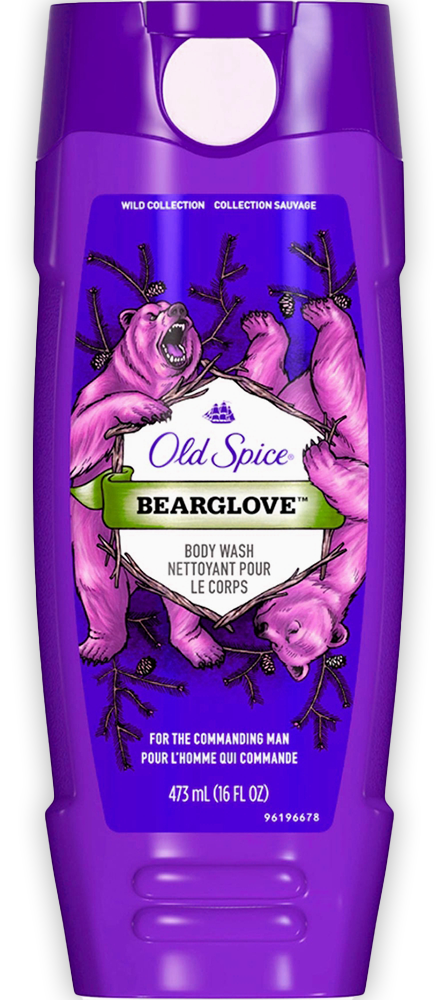 WILD COLLECTION COLLECTION SAUVAGE
Old Spice®
BEARGLOVE™
BODY WASH
NETTOYANT POUR
LE CORPS
FOR THE COMMANDING MAN
POUR L'HOMME QUI COMMANDE
473 mL (16 FL OZ)
96196678